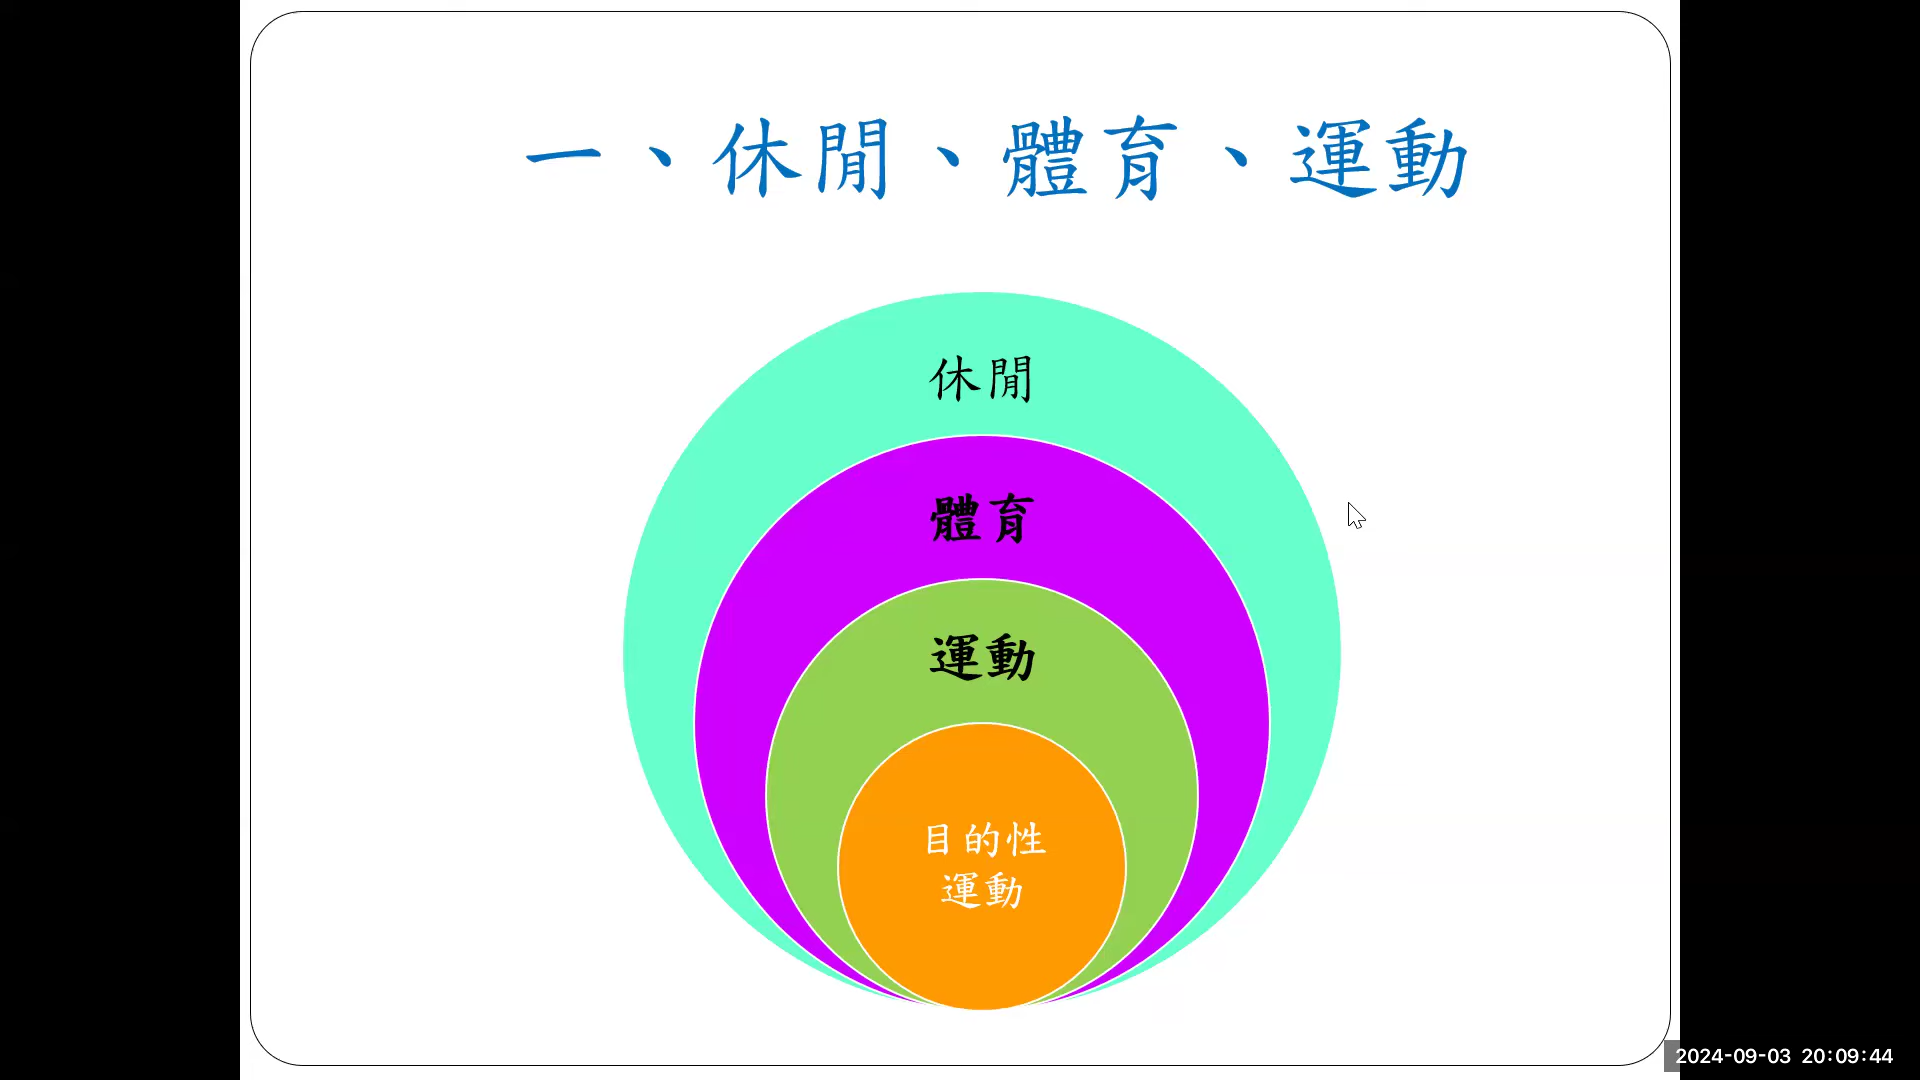 一、休閒、體育、運動
休閒
體育
運動
目的性
運動
2024-09-03 20:09:44